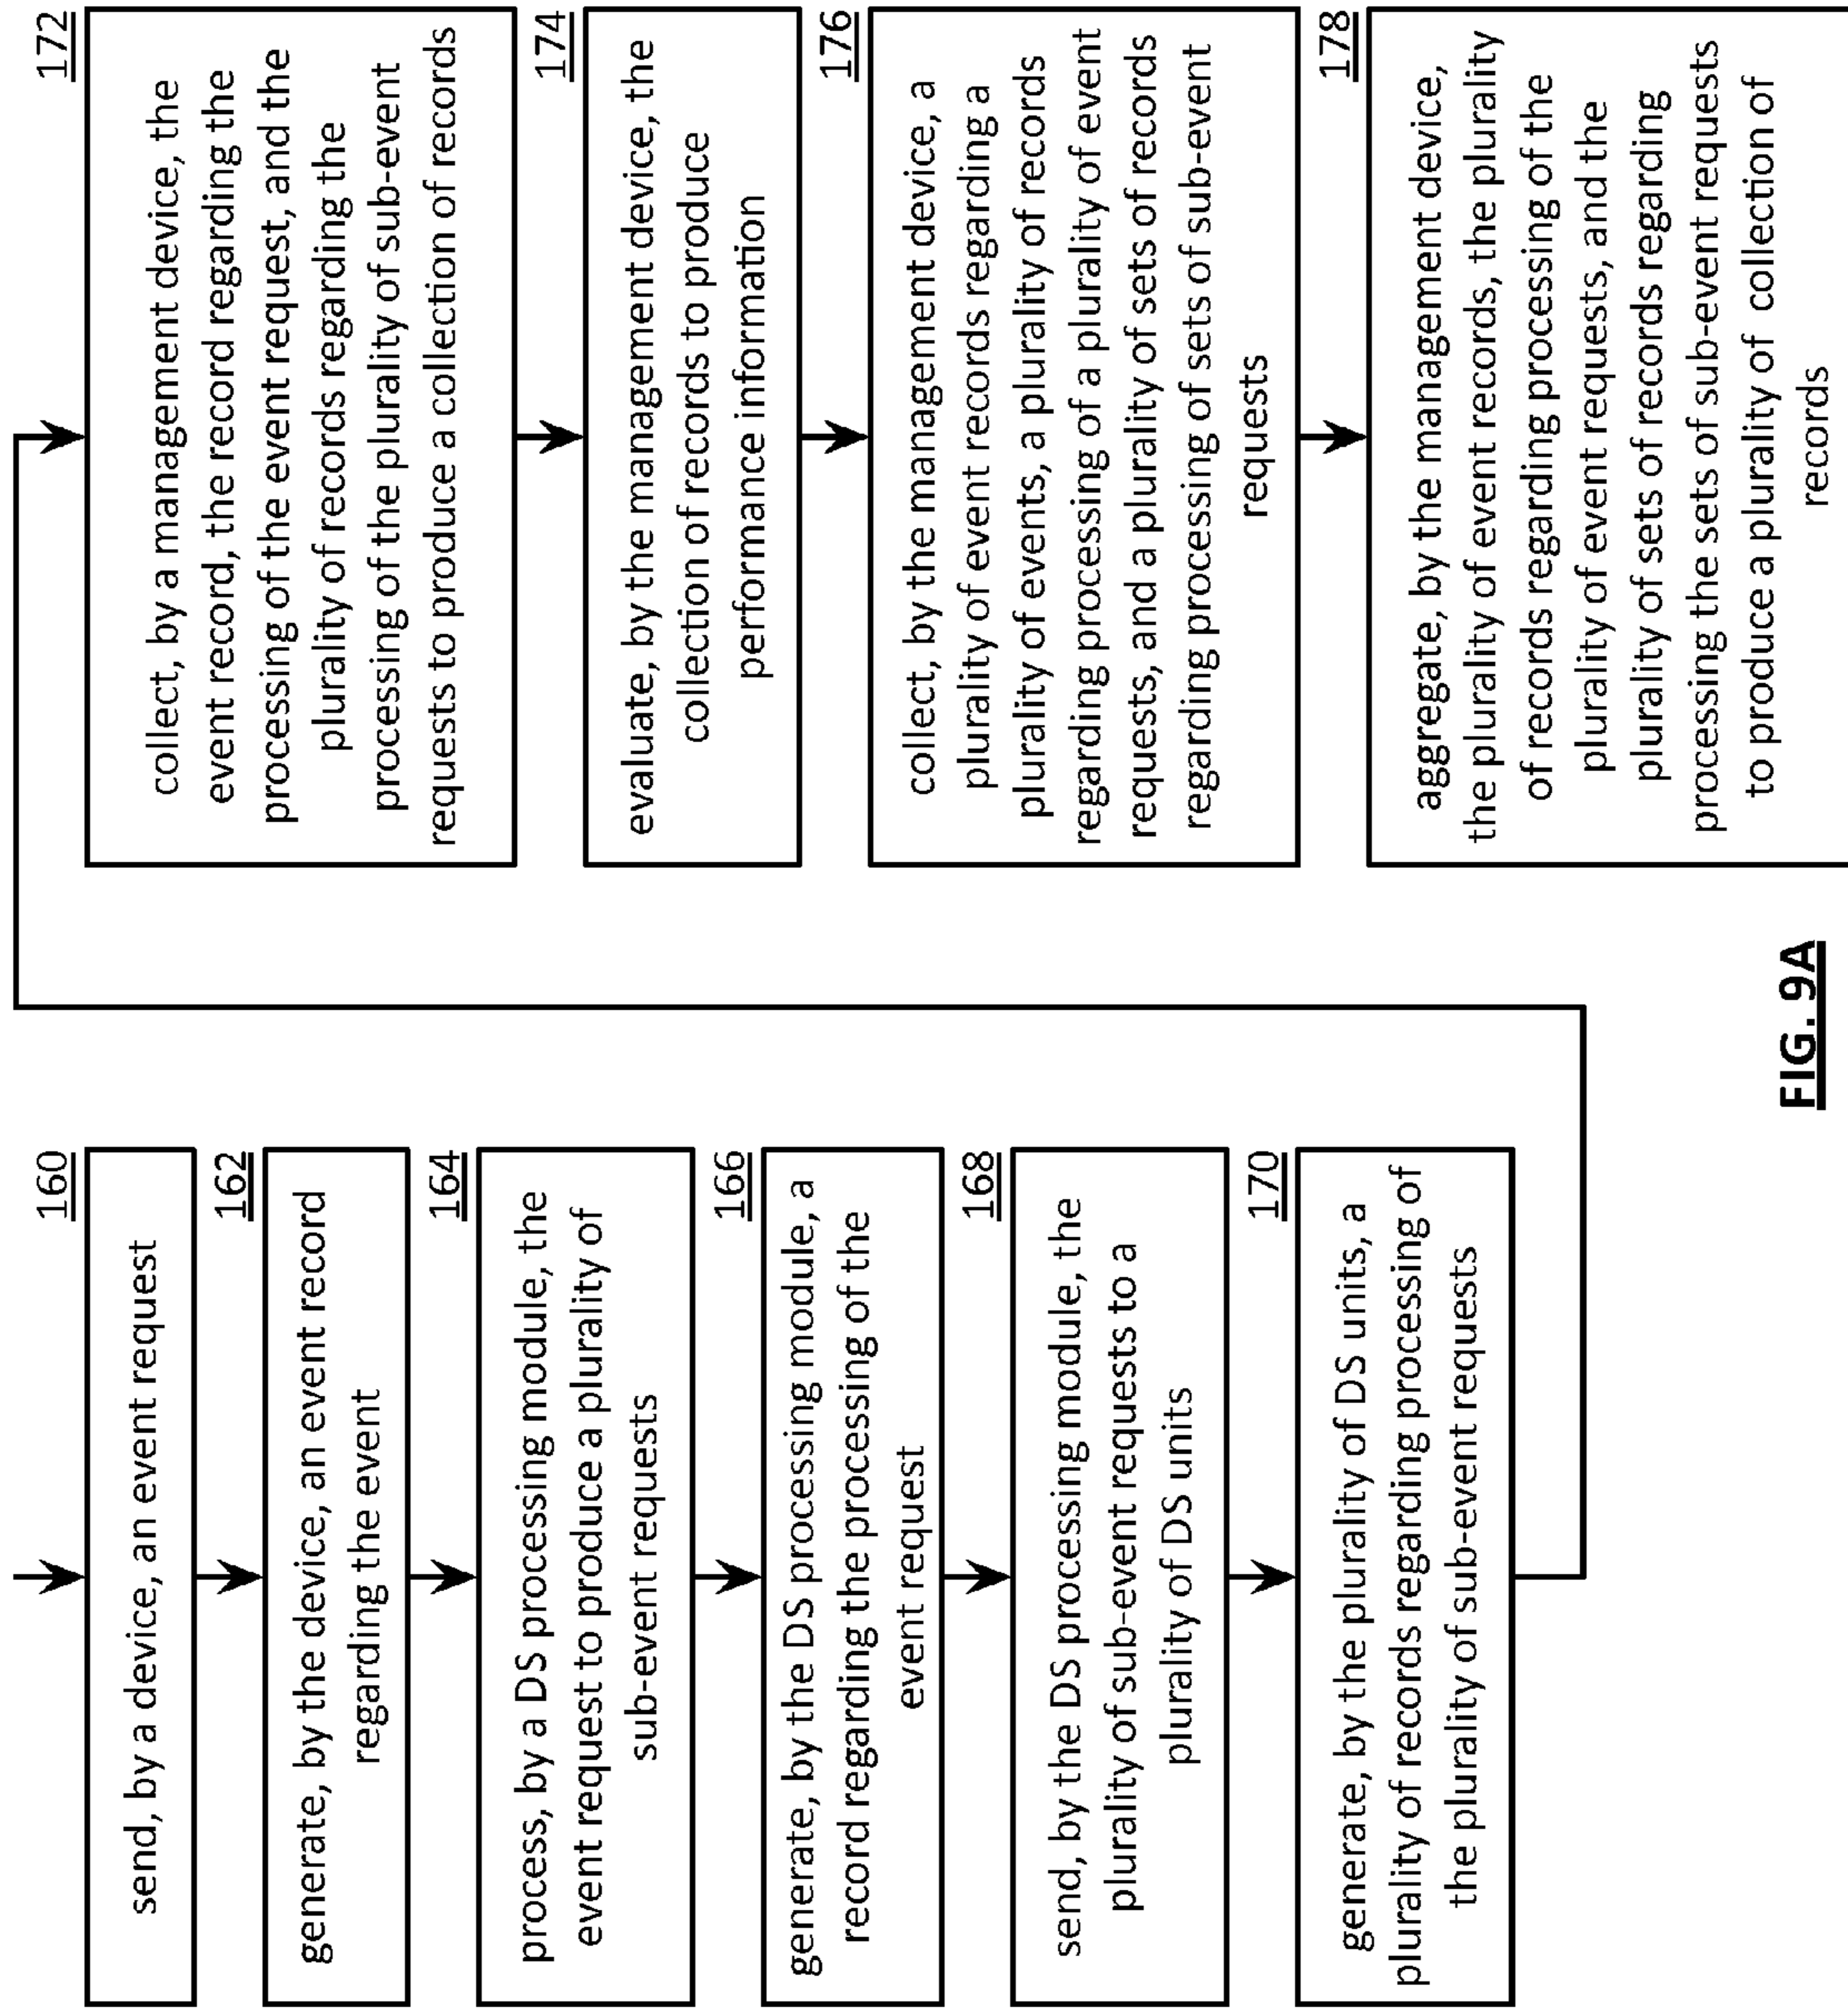 160
send, by a device, an event request
162
generate, by the device, an event record
regarding the event
164
process, by a DS processing module, the
event request to produce a plurality of
sub-event requests
166
generate, by the DS processing module, a
record regarding the processing of the
event request
168
send, by the DS processing module, the
plurality of sub-event requests to a
plurality of DS units
170
generate, by the plurality of DS units, a
plurality of records regarding processing of
the plurality of sub-event requests
172
collect, by a management device, the
event record, the record regarding the
processing of the event request, and the
plurality of records regarding the
processing of the plurality of sub-event
requests to produce a collection of records
174
evaluate, by the management device, the
collection of records to produce
performance information
176
collect, by the management device, a
plurality of event records regarding a
plurality of events, a plurality of records
regarding processing of a plurality of event
requests, and a plurality of sets of records
regarding processing of sets of sub-event
requests
178
aggregate, by the management device,
the plurality of event records, the plurality
of records regarding processing of the
plurality of event requests, and the
plurality of sets of records regarding
processing the sets of sub-event requests
to produce a plurality of collection of
records
FIG. 9A